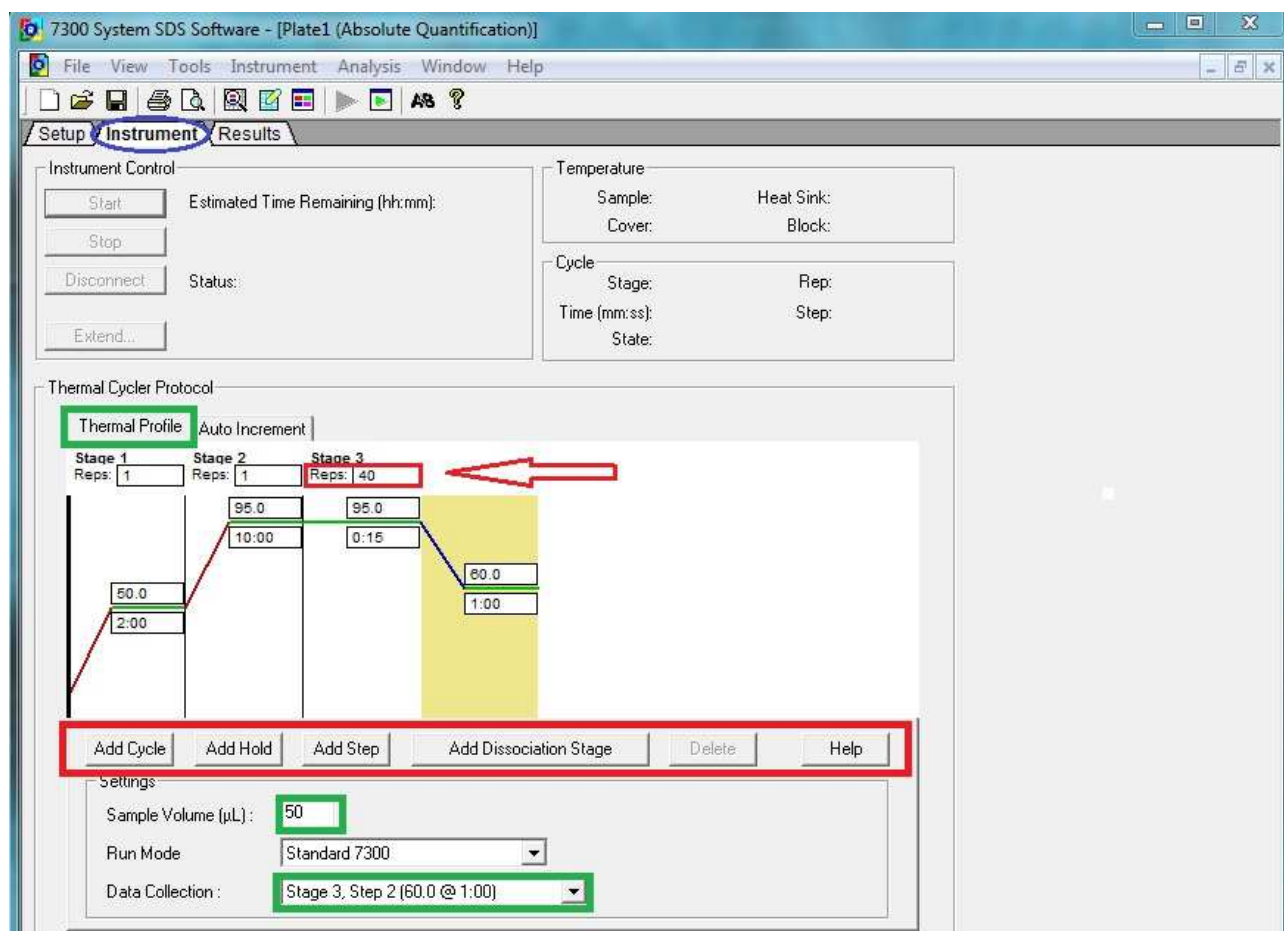 7300 System SDS Software - [Plate1 (Absolute Quantification)]
File View Tools Instrument Analysis Window Help
Setup Instrument Results
Instrument Control
Start
Estimated Time Remaining (hh:mm):
Stop
Disconnect
Status:
Extend...
Temperature
Sample: Heat Sink:
Cover: Block:
Cycle
Stage: Rep:
Time (mm:ss): Step:
State:
Thermal Cycler Protocol
Thermal Profile Auto Increment
Stage 1 Stage 2 Stage 3
Reps: 1 Reps: 1 Reps: 40
95.0 95.0
10:00 0:15
60.0
50.0
1:00
2:00
Add Cycle Add Hold Add Step Add Dissociation Stage Delete Help
Settings
Sample Volume (µL) : 50
Run Mode Standard 7300
Data Collection : Stage 3, Step 2 (60.0 @ 1:00)